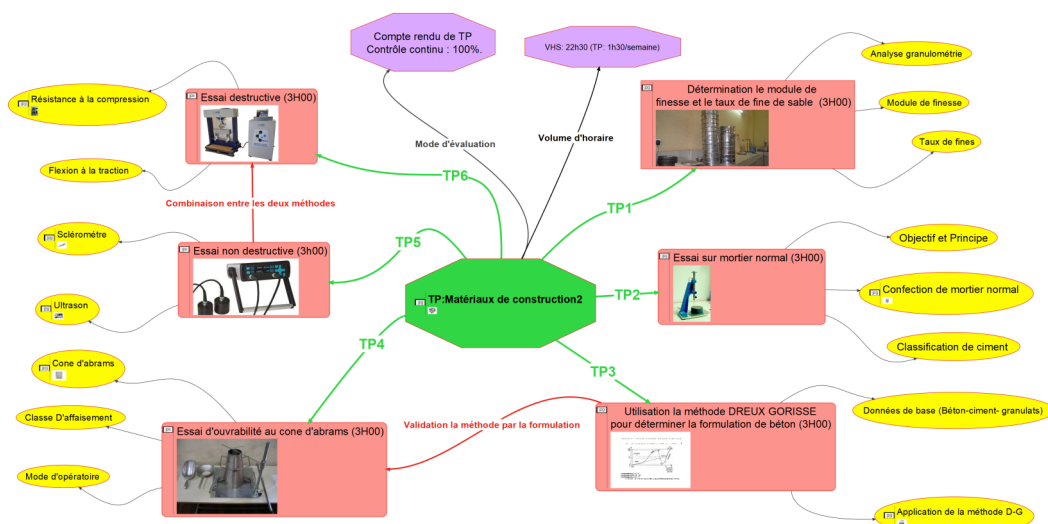 Compte rendu de TP
Contrôle continu : 100%.
VHS: 22h30 (TP: 1h30/semaine)
Mode d'évaluation
Volume d'horaire
Résistance à la compression
Essai destructive (3H00)
Flexion à la traction
TP6
Combinaison entre les deux méthodes
Détermination le module de
finesse et le taux de fine de sable (3H00)
Analyse granulométrie
Module de finesse
Taux de fines
TP1
Scléromètre
Essai non destructive (3h00)
Ultrason
TP5
TP:Matériaux de construction2
TP2
Essai sur mortier normal (3H00)
Objectif et Principe
Confection de mortier normal
Classification de ciment
TP4
TP3
Cone d'abrams
Classe D'affaisement
Mode d'opératoire
Essai d'ouvrabilité au cone d'abrams (3H00)
Validation la méthode par la formulation
Utilisation la méthode DREUX GORISSE
pour déterminer la formulation de béton (3H00)
Données de base (Béton-ciment- granulats)
Application de la méthode D-G